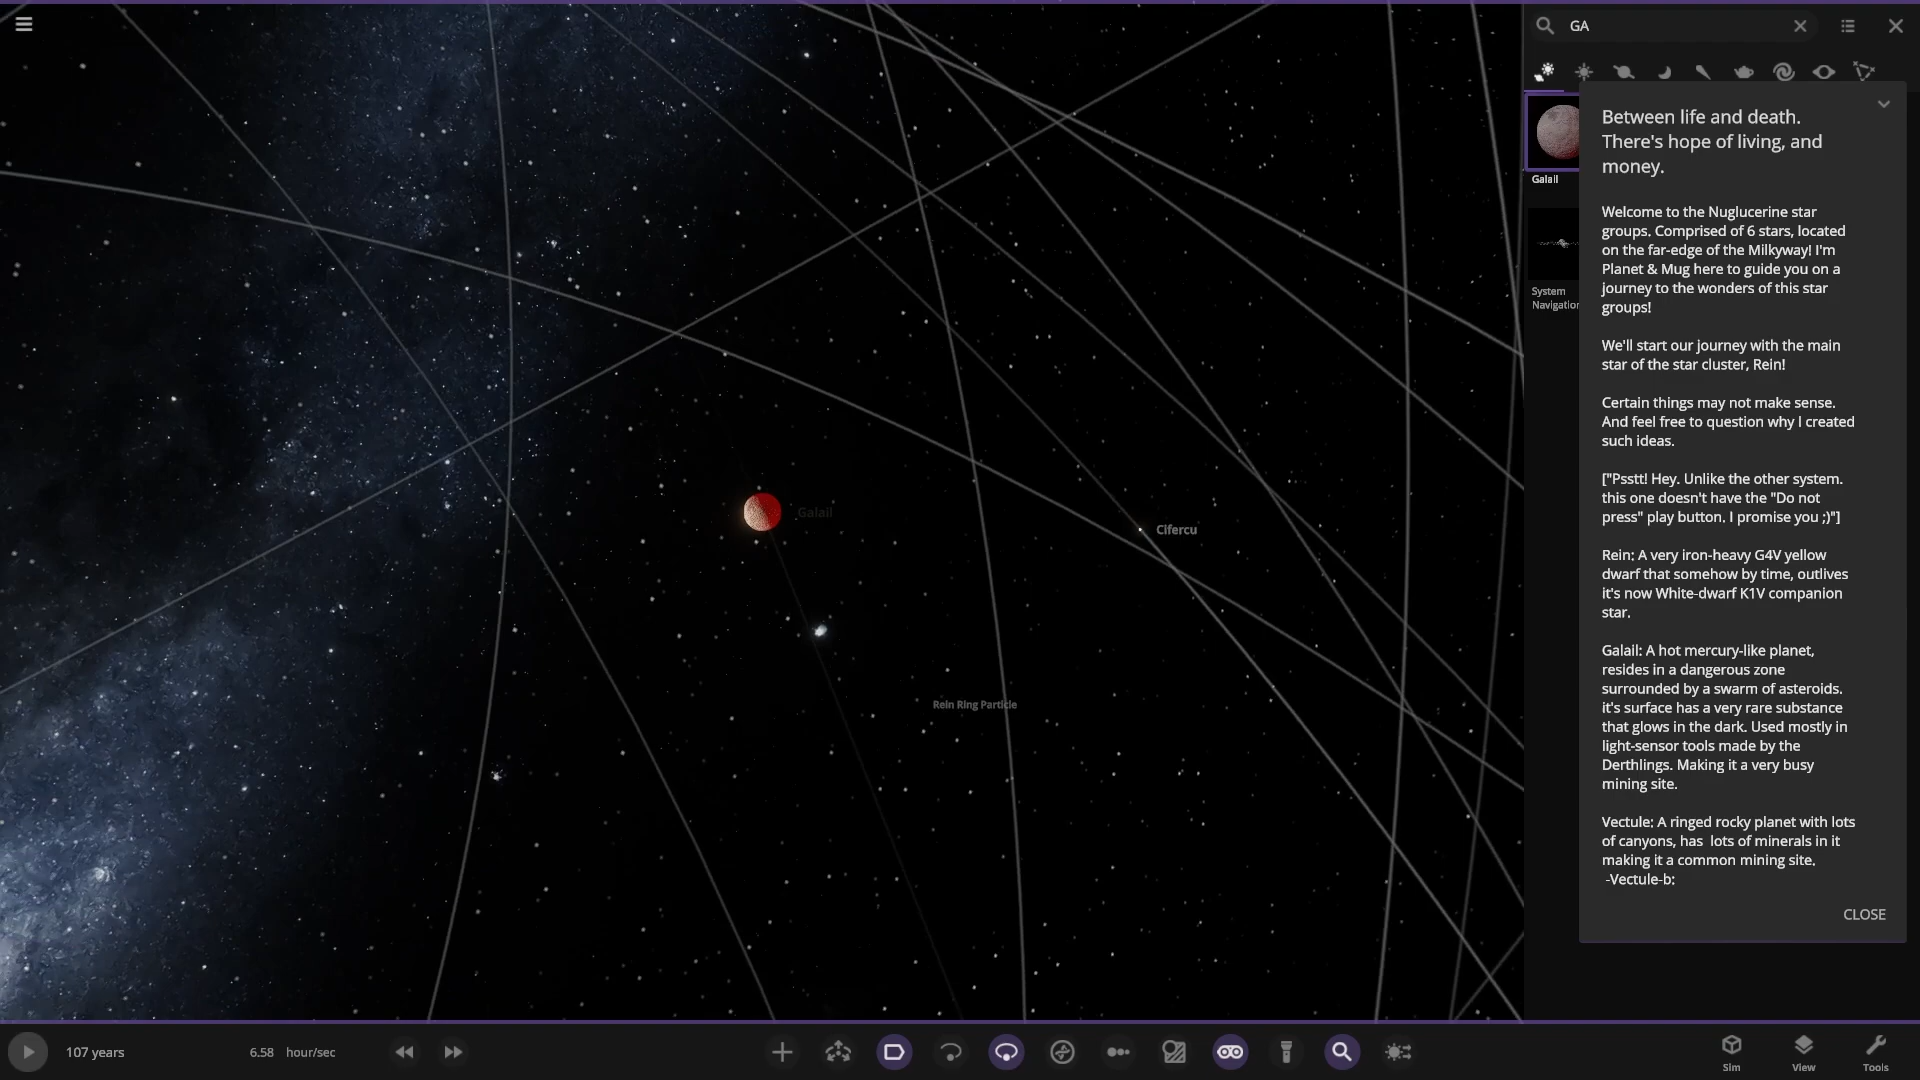 GA
Galail
System
Navigation
Between life and death.
There's hope of living, and
money.
Welcome to the Nuglucerine star
groups. Comprised of 6 stars, located
on the far-edge of the Milkyway! I'm
Planet & Mug here to guide you on a
journey to the wonders of this star
groups!
We'll start our journey with the main
star of the star cluster, Rein!
Certain things may not make sense.
And feel free to question why I created
such ideas.
["Psstt! Hey. Unlike the other system.
this one doesn't have the "Do not
press" play button. I promise you ;)"]
Rein: A very iron-heavy G4V yellow
dwarf that somehow by time, outlives
it's now White-dwarf K1V companion
star.
Galail: A hot mercury-like planet,
resides in a dangerous zone
surrounded by a swarm of asteroids.
it's surface has a very rare substance
that glows in the dark. Used mostly in
light-sensor tools made by the
Derthlings. Making it a very busy
mining site.
Vectule: A ringed rocky planet with lots
of canyons, has  lots of minerals in it
making it a common mining site.
-Vectule-b:
CLOSE
Galail
Cifercu
Rein Ring Particle
107 years
6.58 hour/sec
Sim
View
Tools